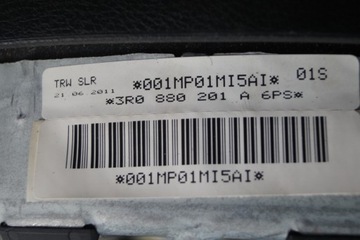 TRW SLR *001MP01MI5AI* 01S
21 06 2011
*3R0 880 201 A 6PS*
*001MP01MI5AI*